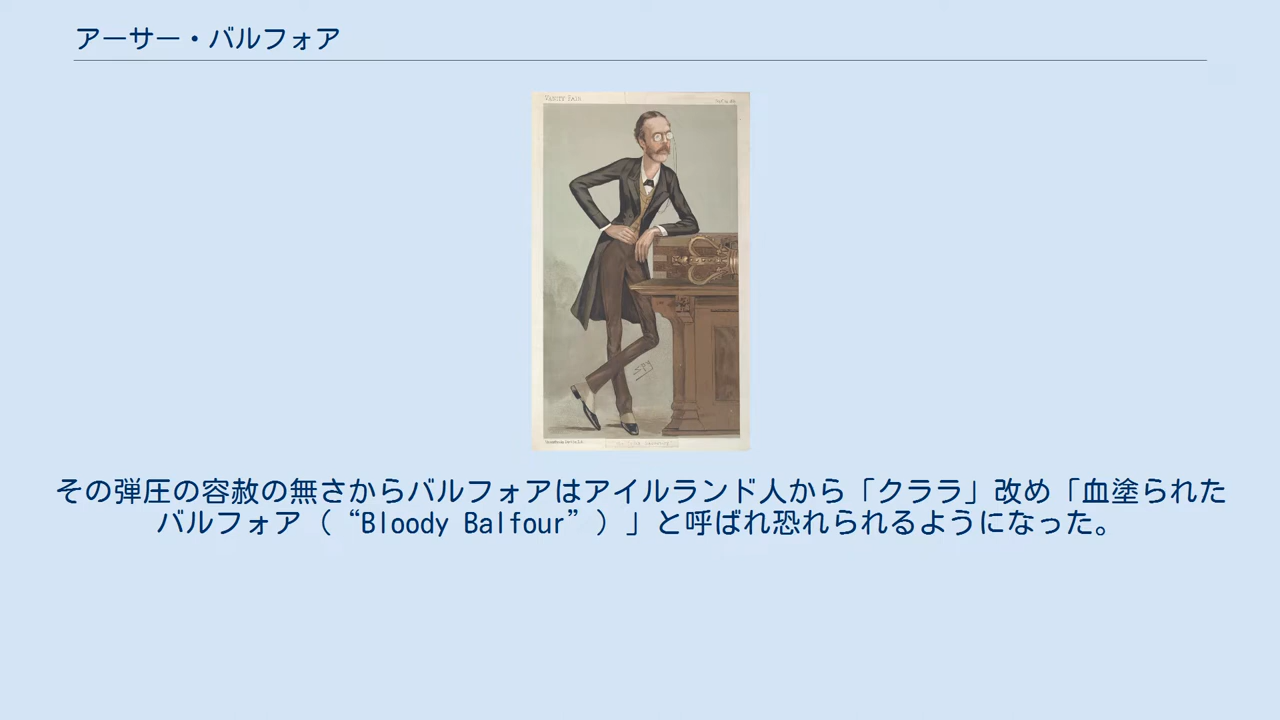 アーサー・バルフォア
VANITY FAIR
Spy
その弾圧の容赦の無さからバルフォアはアイルランド人から「クララ」改め「血塗られた
バルフォア（“Bloody Balfour”）」と呼ばれ恐れられるようになった。